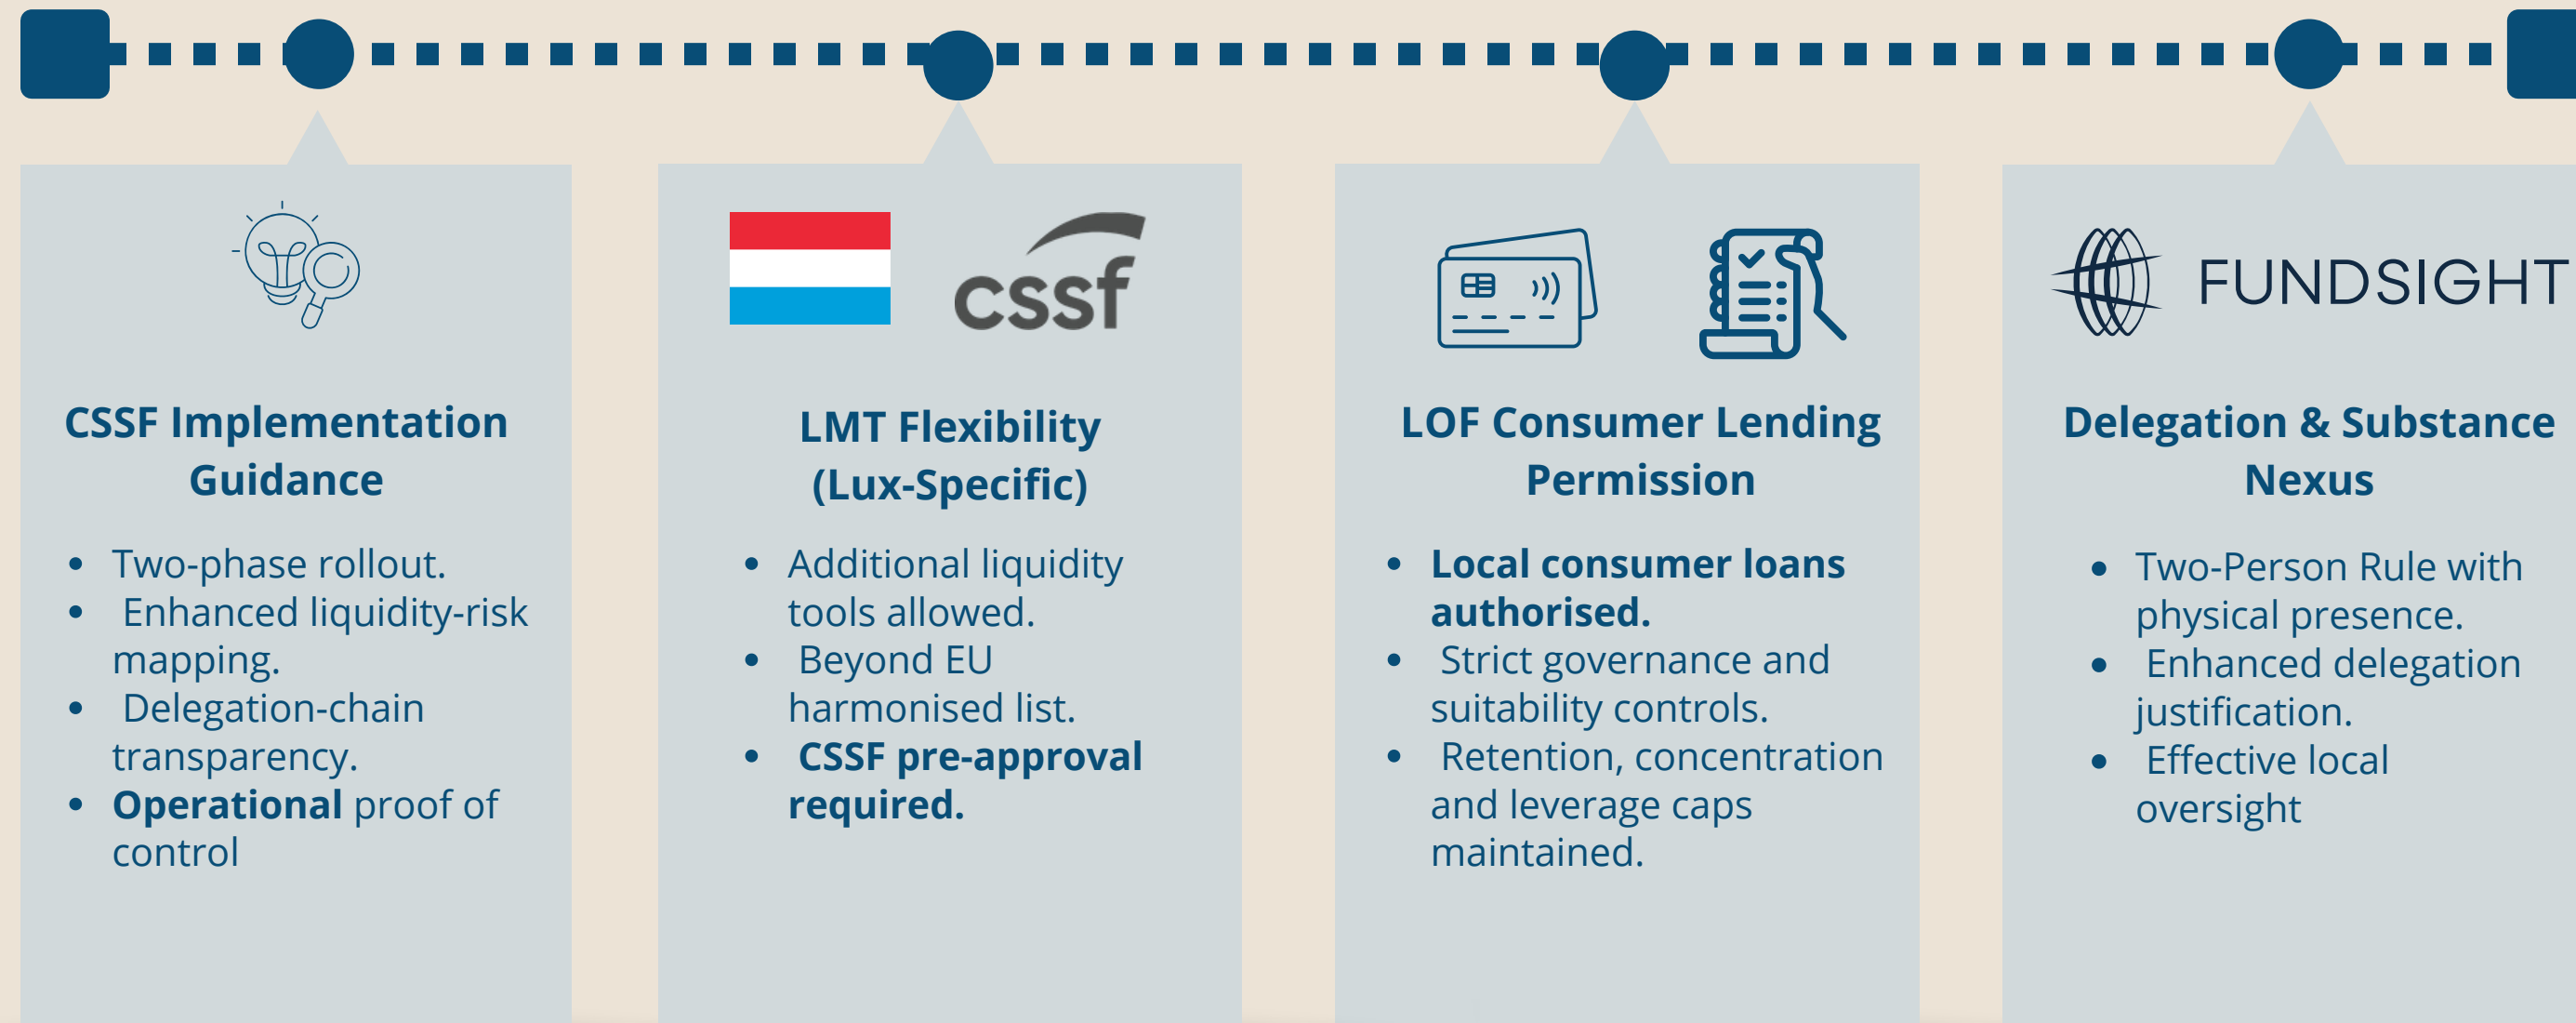 cssf
FUNDSIGHT
CSSF Implementation
Guidance
• Two-phase rollout.
• Enhanced liquidity-risk
mapping.
• Delegation-chain
transparency.
• Operational proof of
control
LMT Flexibility
(Lux-Specific)
• Additional liquidity
tools allowed.
• Beyond EU
harmonised list.
• CSSF pre-approval
required.
LOF Consumer Lending
Permission
• Local consumer loans
authorised.
• Strict governance and
suitability controls.
• Retention, concentration
and leverage caps
maintained.
Delegation & Substance
Nexus
• Two-Person Rule with
physical presence.
• Enhanced delegation
justification.
• Effective local
oversight